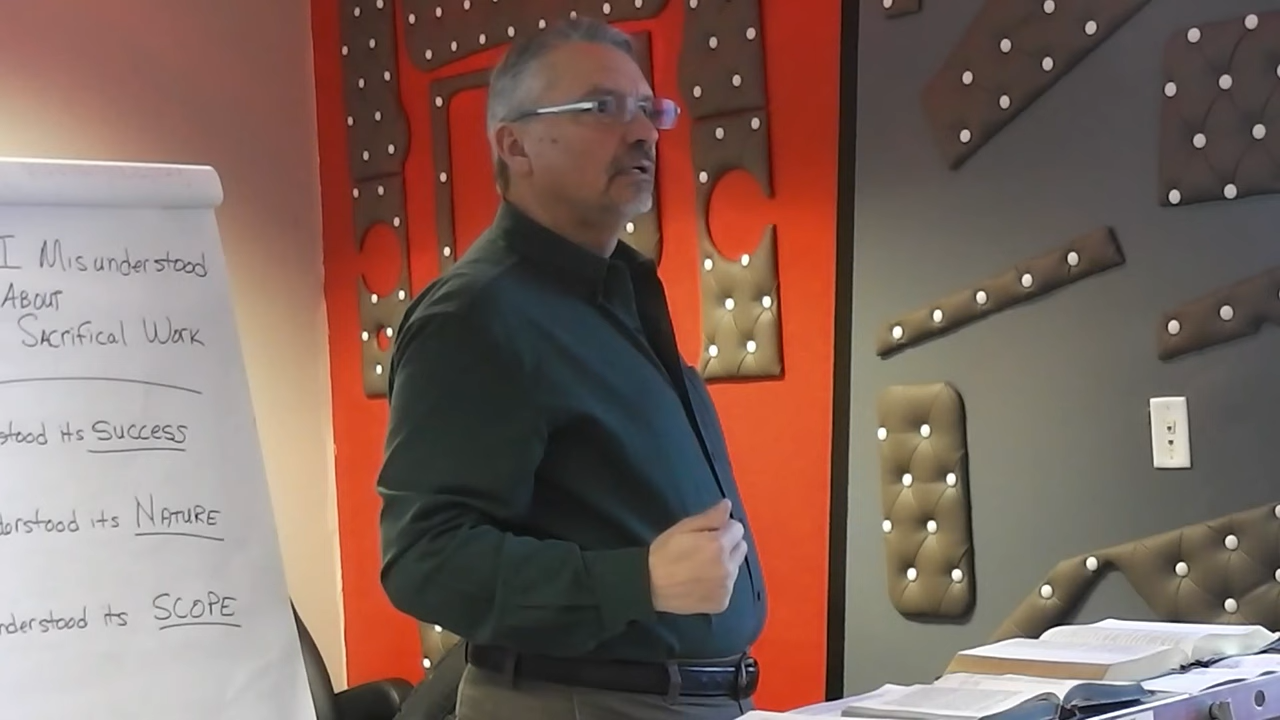 I Misunderstood
ABOUT
Sacrifical Work
stood its SUCCESS
derstood its NATURE
nderstood its SCOPE